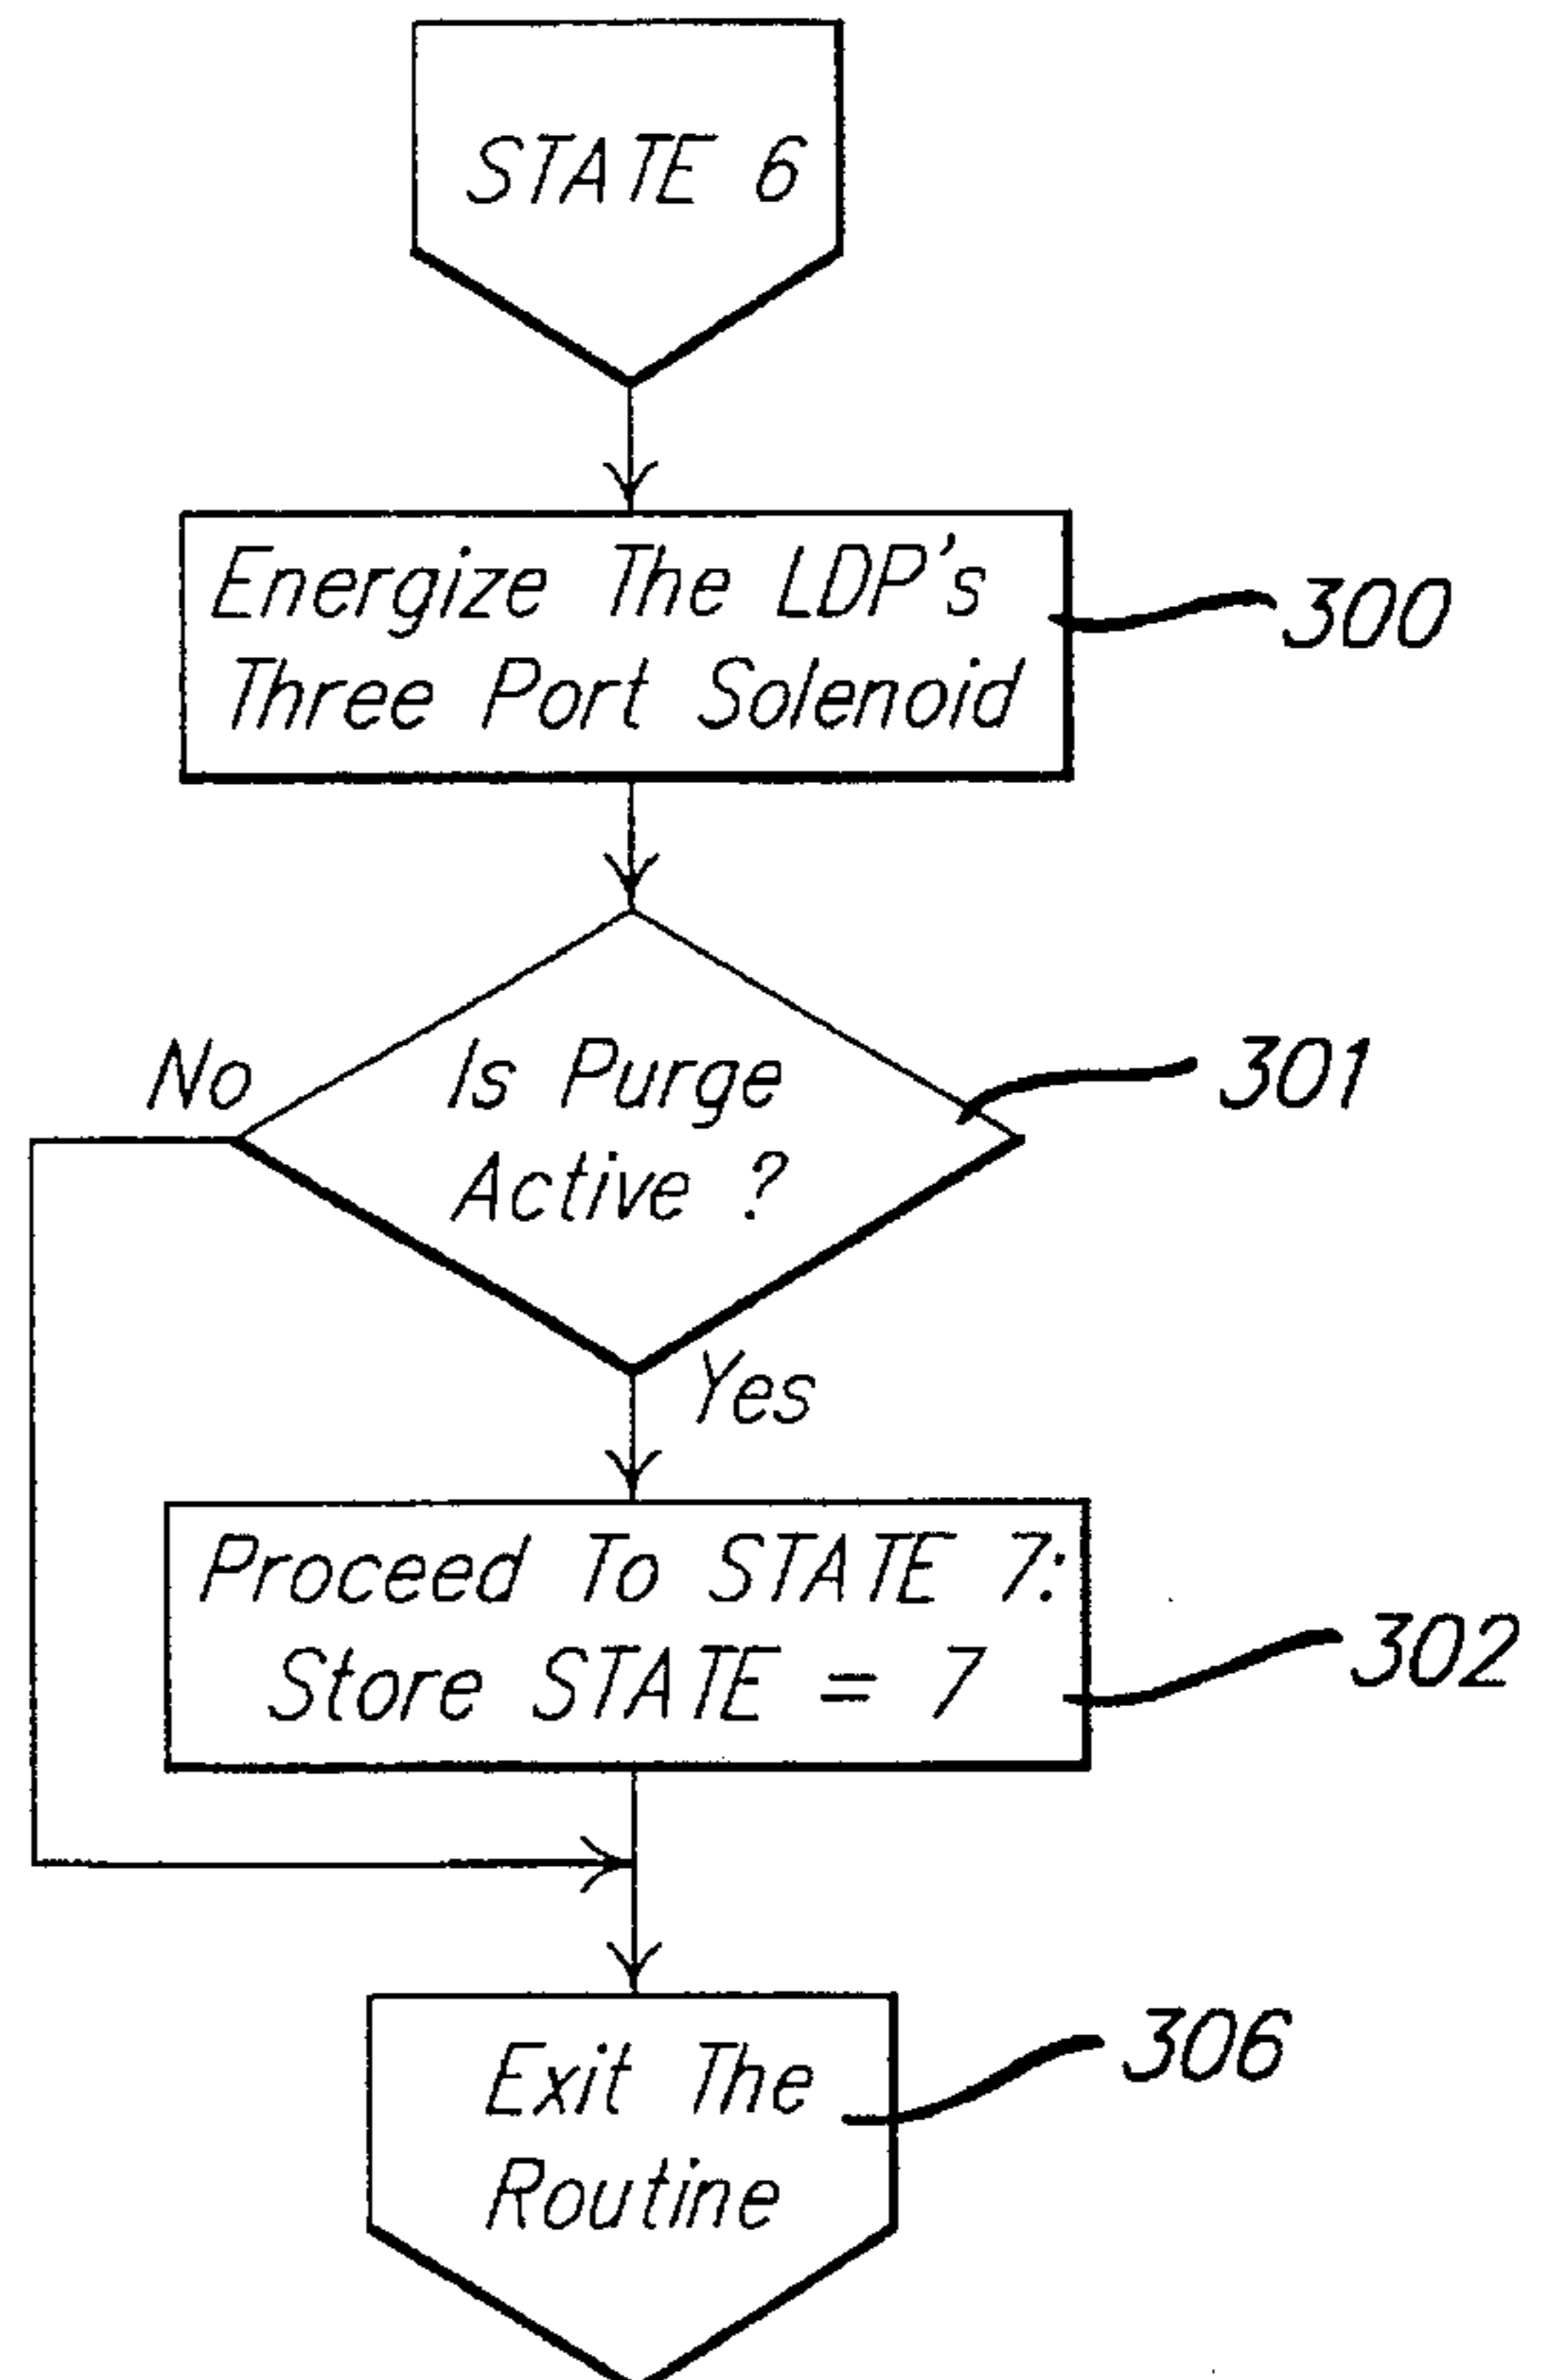 STATE 6
Energize The LDP's
Three Port Solenoid
300
No
Is Purge
Active ?
301
Yes
Proceed To STATE 7:
Store STATE = 7
302
Exit The
Routine
306